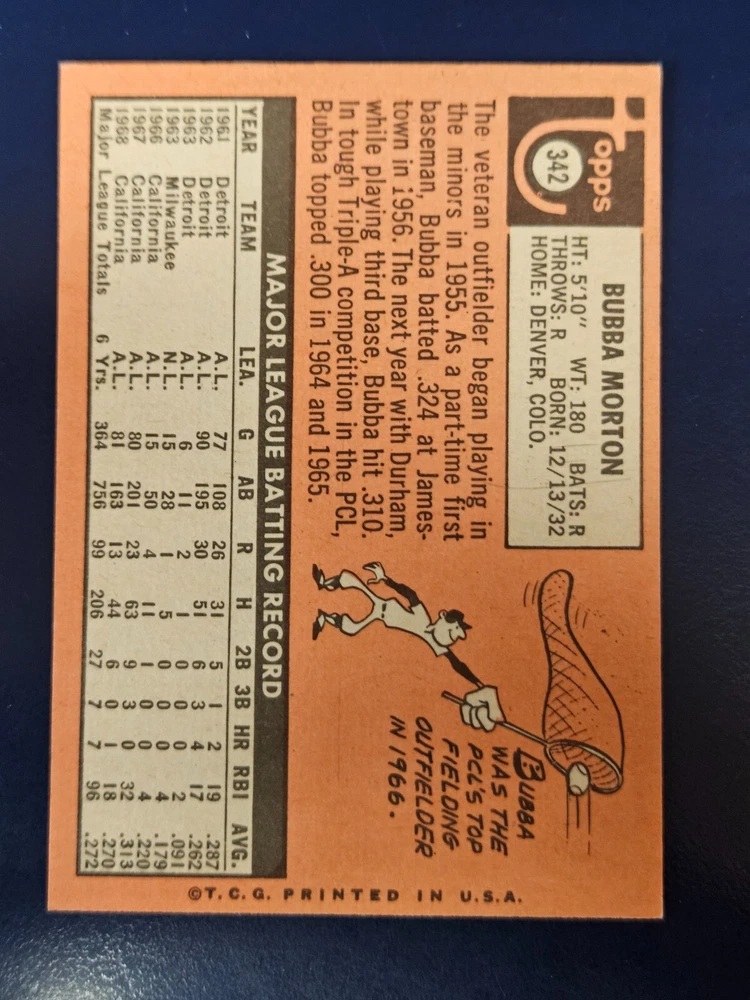 Topps
342
BUBBA MORTON
HT: 5'10" WT: 180 BATS: R
THROWS: R BORN: 12/13/32
HOME: DENVER, COLO.
The veteran outfielder began playing in
the minors in 1955. As a part-time first
baseman, Bubba batted .324 at James-
town in 1956. The next year with Durham,
while playing third base, Bubba hit .310.
In tough Triple-A competition in the PCL,
Bubba topped .300 in 1964 and 1965.
BUBBA
WAS THE
PCL'S TOP
FIELDING
OUTFIELDER
IN 1966.
MAJOR LEAGUE BATTING RECORD
YEAR TEAM LEA. G AB R H 2B 3B HR RBI AVG.
1961 Detroit A.L. 77 108 26 31 5 1 2 19 .287
1962 Detroit A.L. 90 195 30 51 6 3 4 17 .262
1963 Detroit A.L. 6 11 2 1 0 0 0 2 .091
1963 Milwaukee N.L. 15 28 1 5 0 0 0 4 .179
1966 California A.L. 15 50 4 11 1 0 0 4 .220
1967 California A.L. 80 201 23 63 9 3 0 32 .313
1968 California A.L. 81 163 13 44 6 0 1 18 .270
Major League Totals 6 Yrs. 364 756 99 206 27 7 7 96 .272
©T.C.G. PRINTED IN U.S.A.